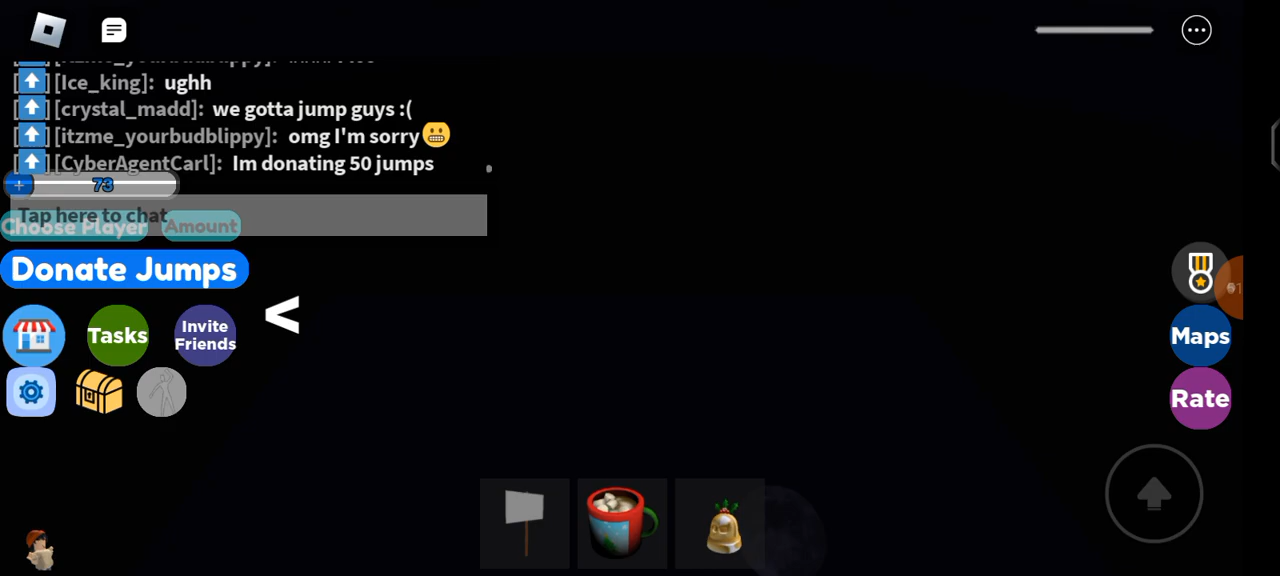 [Ice_king]: ughh
[crystal_madd]: we gotta jump guys :(
[itzme_yourbudblippy]: omg I'm sorry😬
[CyberAgentCarl]: Im donating 50 jumps
+ 73
Tap here to chat
Choose Player Amount
Donate Jumps
<
Tasks
Invite
Friends
Maps
Rate